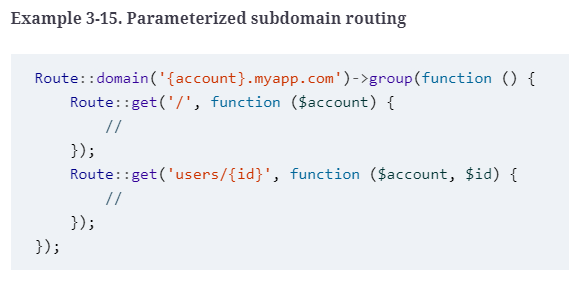 Example 3-15. Parameterized subdomain routing
Route::domain('{account}.myapp.com')->group(function () {
    Route::get('/', function ($account) {
        //
    });
    Route::get('users/{id}', function ($account, $id) {
        //
    });
});